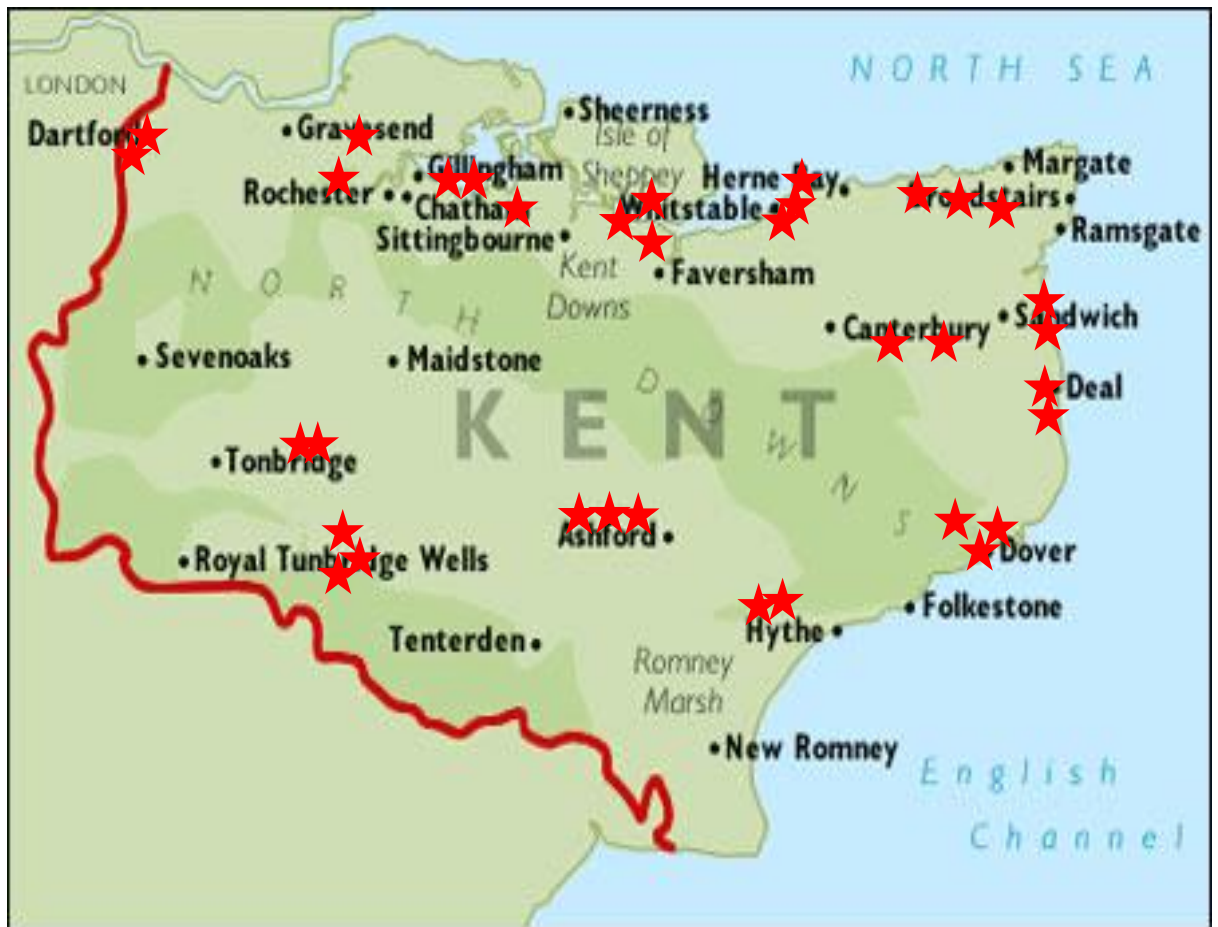 NORTH SEA
LONDON
Sheerness
Dartford
Gravesend
Isle of
Sheppey
Margate
Gillingham
Herne Bay
Rochester
Chatham
Whitstable
Broadstairs
Ramsgate
Sittingbourne
Kent
Downs
Faversham
NORTH
Sandwich
Canterbury
Sevenoaks
Maidstone
Deal
DOWNS
KENT
Tonbridge
Ashford
Dover
Royal Tunbridge Wells
Folkestone
Hythe
Tenterden
Romney
Marsh
New Romney
English
Channel